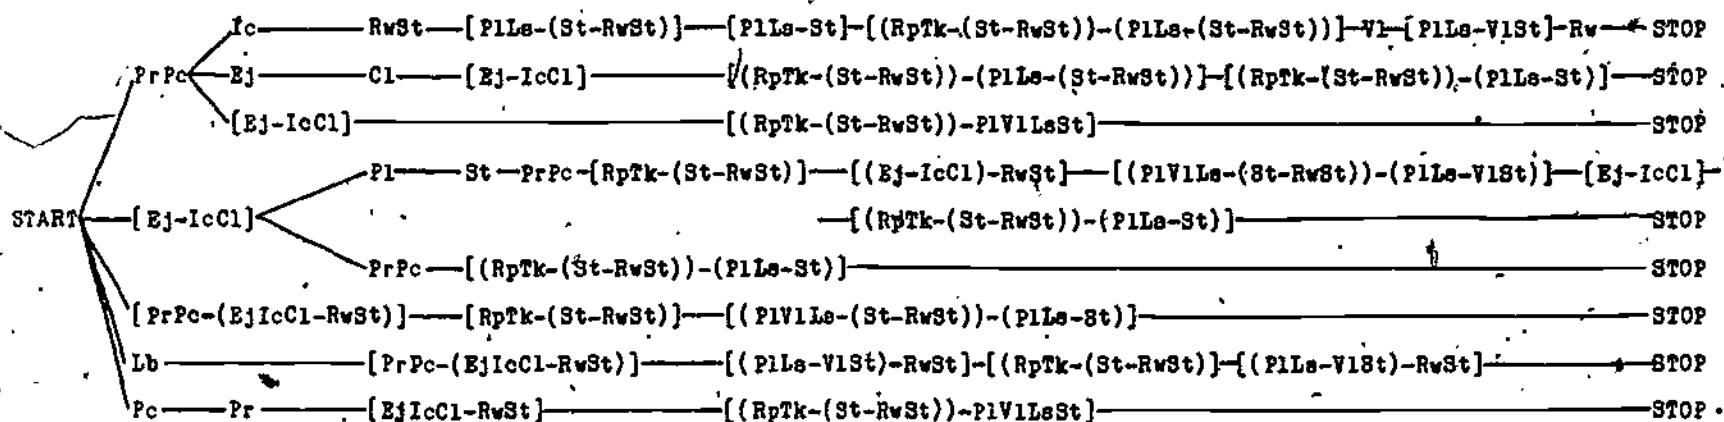 Ic RwSt [PlLs-(St-RwSt)] [PlLs-St]-[(RpTk-(St-RwSt))-(PlLs-(St-RwSt))]-Vl-[PlLs-VlSt]-Rw STOP
PrPc Ej Cl [Ej-IcCl] [(RpTk-(St-RwSt))-(PlLs-(St-RwSt))]-[(RpTk-(St-RwSt))-(PlLs-St)] STOP
[Ej-IcCl] [(RpTk-(St-RwSt))-PlVlLsSt] STOP
Pl St PrPc-[RpTk-(St-RwSt)] [(Ej-IcCl)-RwSt] [(PlVlLs-(St-RwSt))-(PlLs-VlSt)] [Ej-IcCl]
START [Ej-IcCl] [(RpTk-(St-RwSt))-(PlLs-St)] STOP
PrPc [(RpTk-(St-RwSt))-(PlLs-St)] STOP
[PrPc-(EjIcCl-RwSt)] [RpTk-(St-RwSt)] [(PlVlLs-(St-RwSt))-(PlLs-St)] STOP
Lb [PrPc-(EjIcCl-RwSt)] [(PlLs-VlSt)-RwSt]-[(RpTk-(St-RwSt)]-[(PlLs-VlSt)-RwSt] STOP
Pc Pr [EjIcCl-RwSt] [(RpTk-(St-RwSt))-PlVlLsSt] STOP.